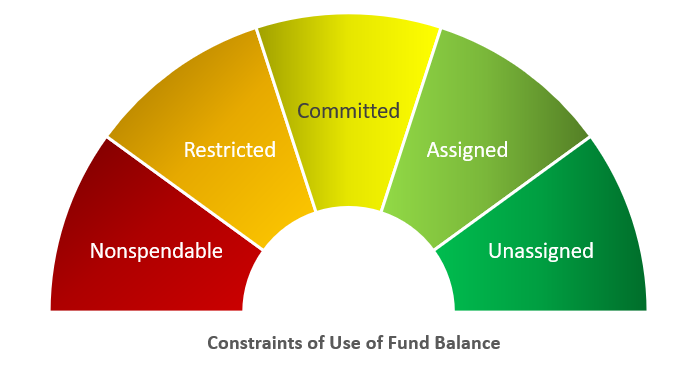 Committed
Restricted
Assigned
Nonspendable
Unassigned
Constraints of Use of Fund Balance